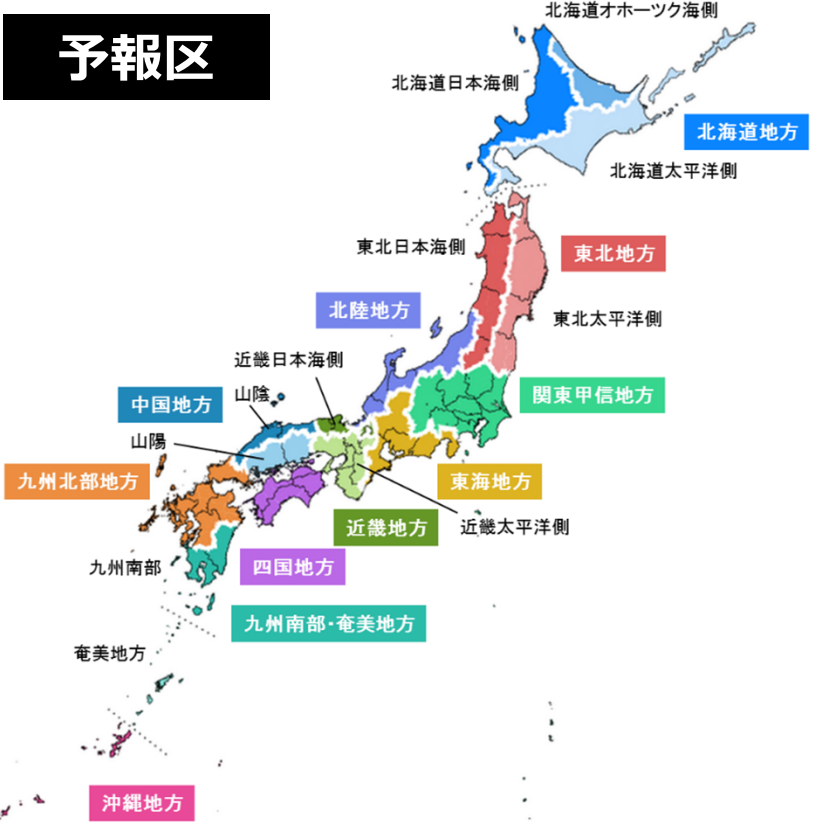 予報区
北海道オホーツク海側
北海道日本海側
北海道地方
北海道太平洋側
東北日本海側
東北地方
北陸地方
東北太平洋側
近畿日本海側
中国地方
山陰
関東甲信地方
山陽
九州北部地方
東海地方
近畿地方
近畿太平洋側
九州南部
四国地方
九州南部・奄美地方
奄美地方
沖縄地方